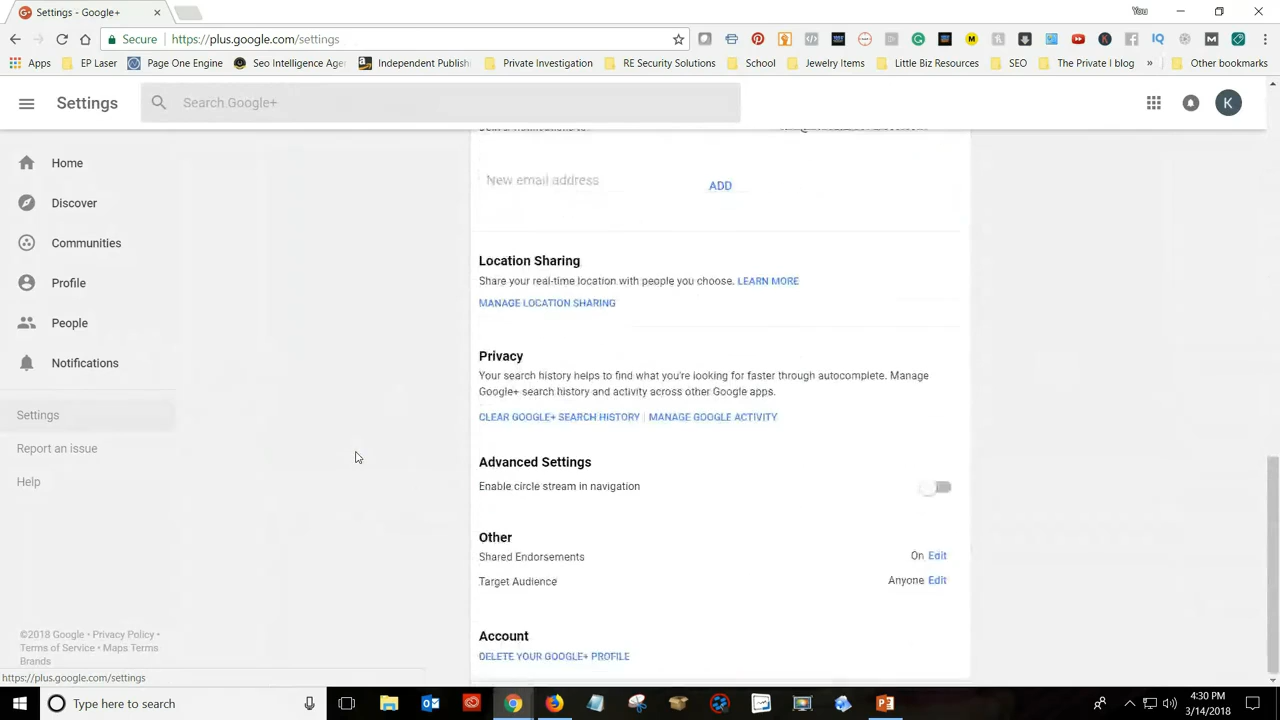 Settings - Google+
You
Secure
https://plus.google.com/settings
Apps
EP Laser
Page One Engine
Seo Intelligence Age
Independent Publish
Private Investigation
RE Security Solutions
School
Jewelry Items
Little Biz Resources
SEO
The Private I blog
»
Other bookmarks
Settings
Search Google+
K
Home
Discover
Communities
Profile
People
Notifications
Settings
Report an issue
Help
©2018 Google • Privacy Policy •
Terms of Service • Maps Terms
Brands
New email address
ADD
Location Sharing
Share your real-time location with people you choose. LEARN MORE
MANAGE LOCATION SHARING
Privacy
Your search history helps to find what you're looking for faster through autocomplete. Manage
Google+ search history and activity across other Google apps.
CLEAR GOOGLE+ SEARCH HISTORY | MANAGE GOOGLE ACTIVITY
Advanced Settings
Enable circle stream in navigation
Other
Shared Endorsements
On Edit
Target Audience
Anyone Edit
Account
DELETE YOUR GOOGLE+ PROFILE
https://plus.google.com/settings
Type here to search
4:30 PM
3/14/2018